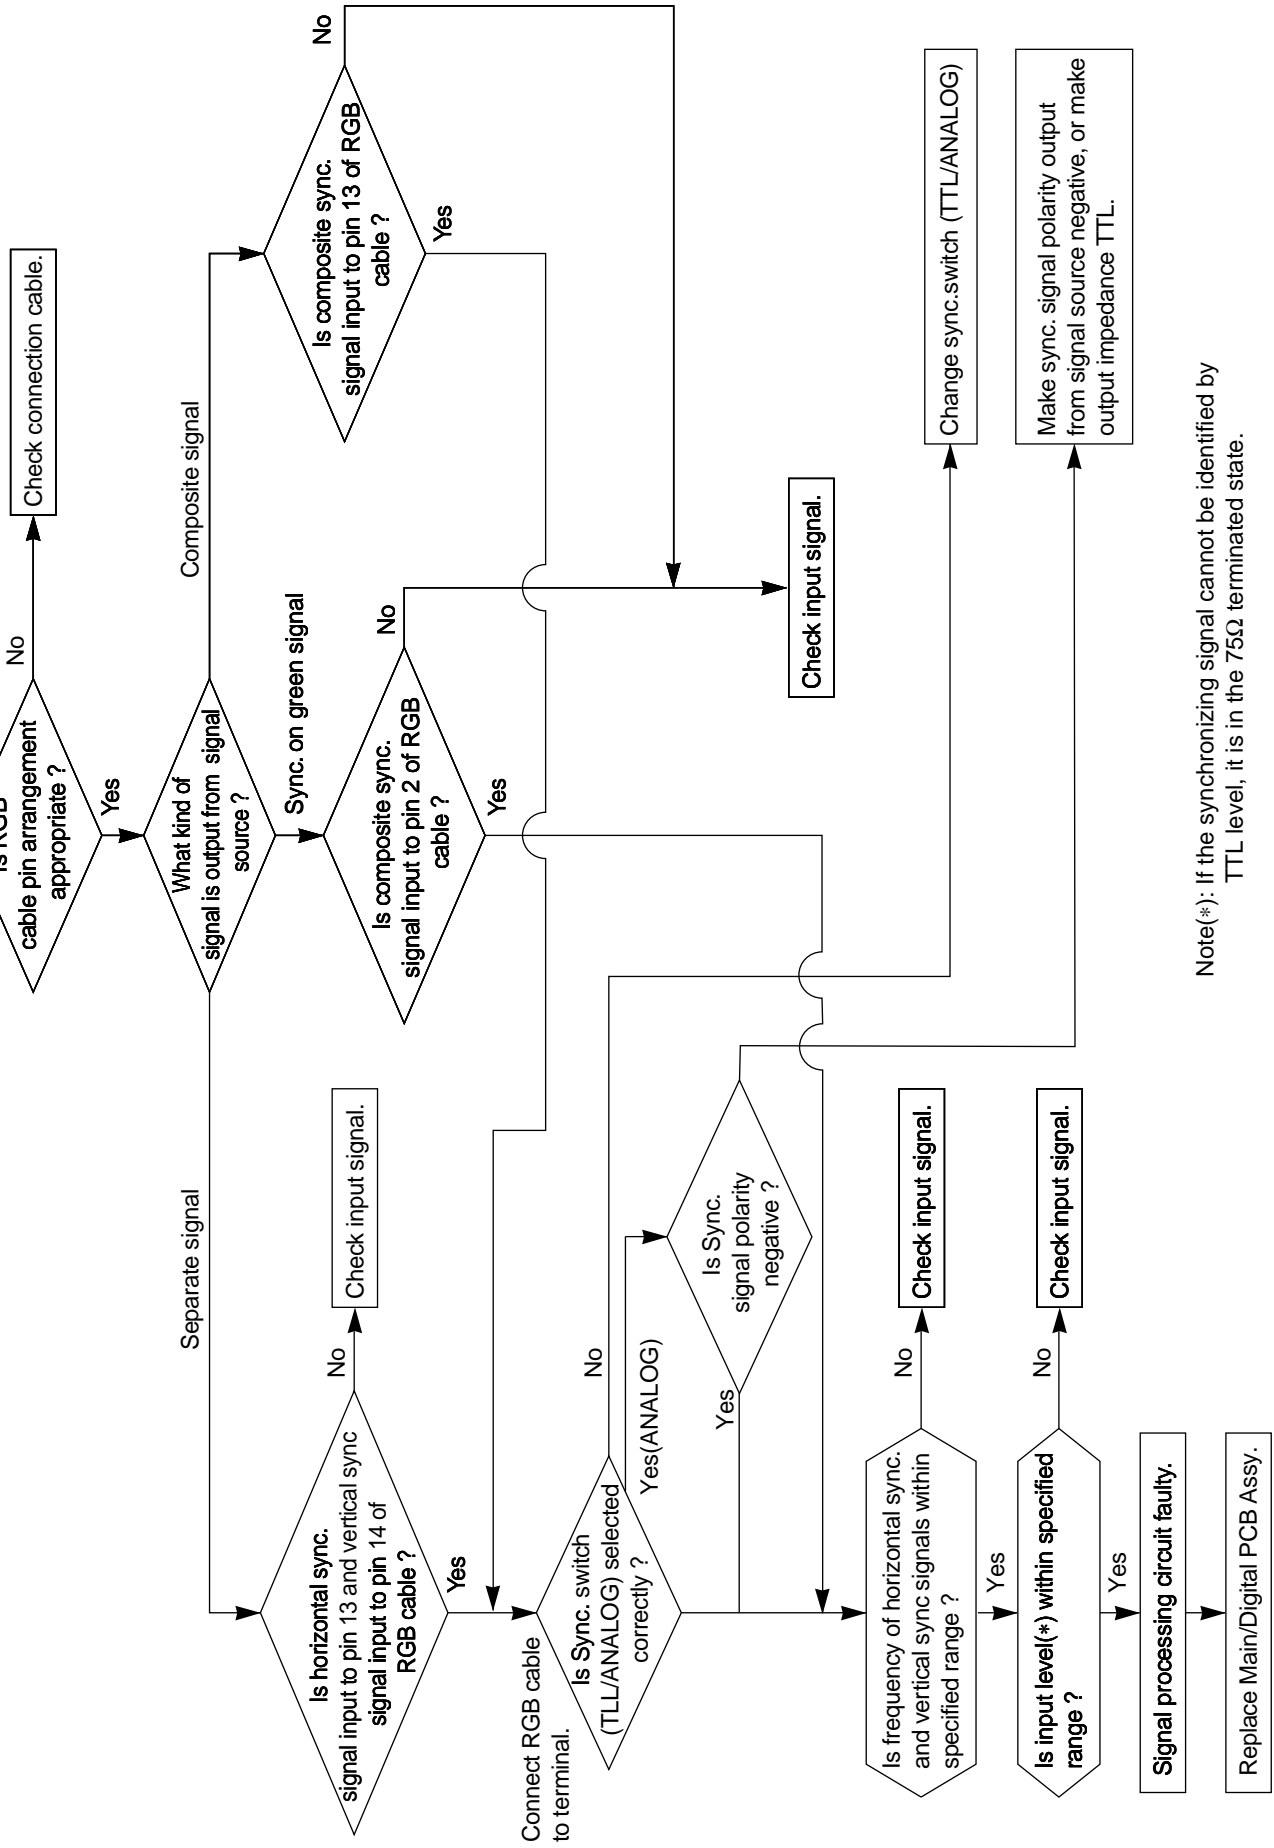 Is RGB
cable pin arrangement
appropriate ?
No
Check connection cable.
Yes
What kind of
signal is output from signal
source ?
Separate signal
Composite signal
Sync. on green signal
Is horizontal sync.
signal input to pin 13 and vertical sync
signal input to pin 14 of
RGB cable ?
No
Check input signal.
Yes
Is composite sync.
signal input to pin 2 of RGB
cable ?
No
Yes
Is composite sync.
signal input to pin 13 of RGB
cable ?
No
Yes
Check input signal.
Connect RGB cable
to terminal.
Is Sync. switch
(TLL/ANALOG) selected
correctly ?
No
Yes(ANALOG)
Is Sync.
signal polarity
negative ?
Yes
Change sync.switch (TTL/ANALOG)
Make sync. signal polarity output
from signal source negative, or make
output impedance TTL.
Is frequency of horizontal sync.
and vertical sync signals within
specified range ?
No
Check input signal.
Yes
Is input level(*) within specified
range ?
No
Check input signal.
Yes
Signal processing circuit faulty.
Replace Main/Digital PCB Assy.
Note(*): If the synchronizing signal cannot be identified by
TTL level, it is in the 75Ω terminated state.